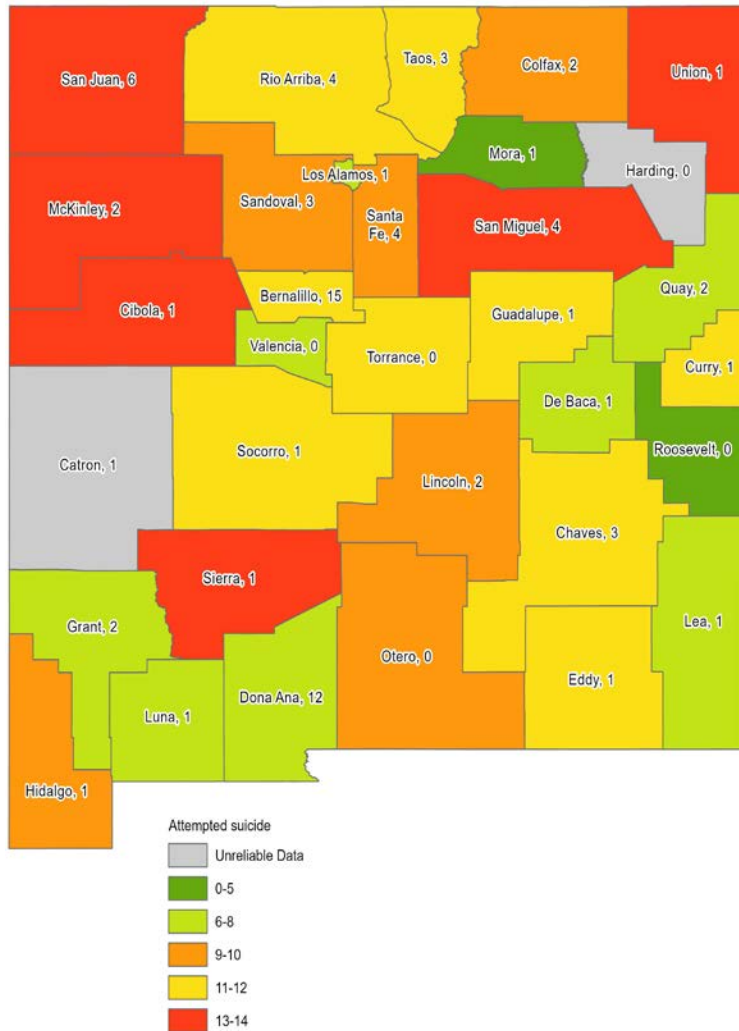 San Juan, 6
Rio Arriba, 4
Taos, 3
Colfax, 2
Union, 1
Mora, 1
Harding, 0
Los Alamos, 1
McKinley, 2
Sandoval, 3
Santa
Fe, 4
San Miguel, 4
Quay, 2
Cibola, 1
Bernalillo, 15
Guadalupe, 1
Valencia, 0
Torrance, 0
Curry, 1
De Baca, 1
Catron, 1
Socorro, 1
Roosevelt, 0
Lincoln, 2
Chaves, 3
Sierra, 1
Grant, 2
Lea, 1
Otero, 0
Eddy, 1
Dona Ana, 12
Luna, 1
Hidalgo, 1
Attempted suicide
Unreliable Data
0-5
6-8
9-10
11-12
13-14